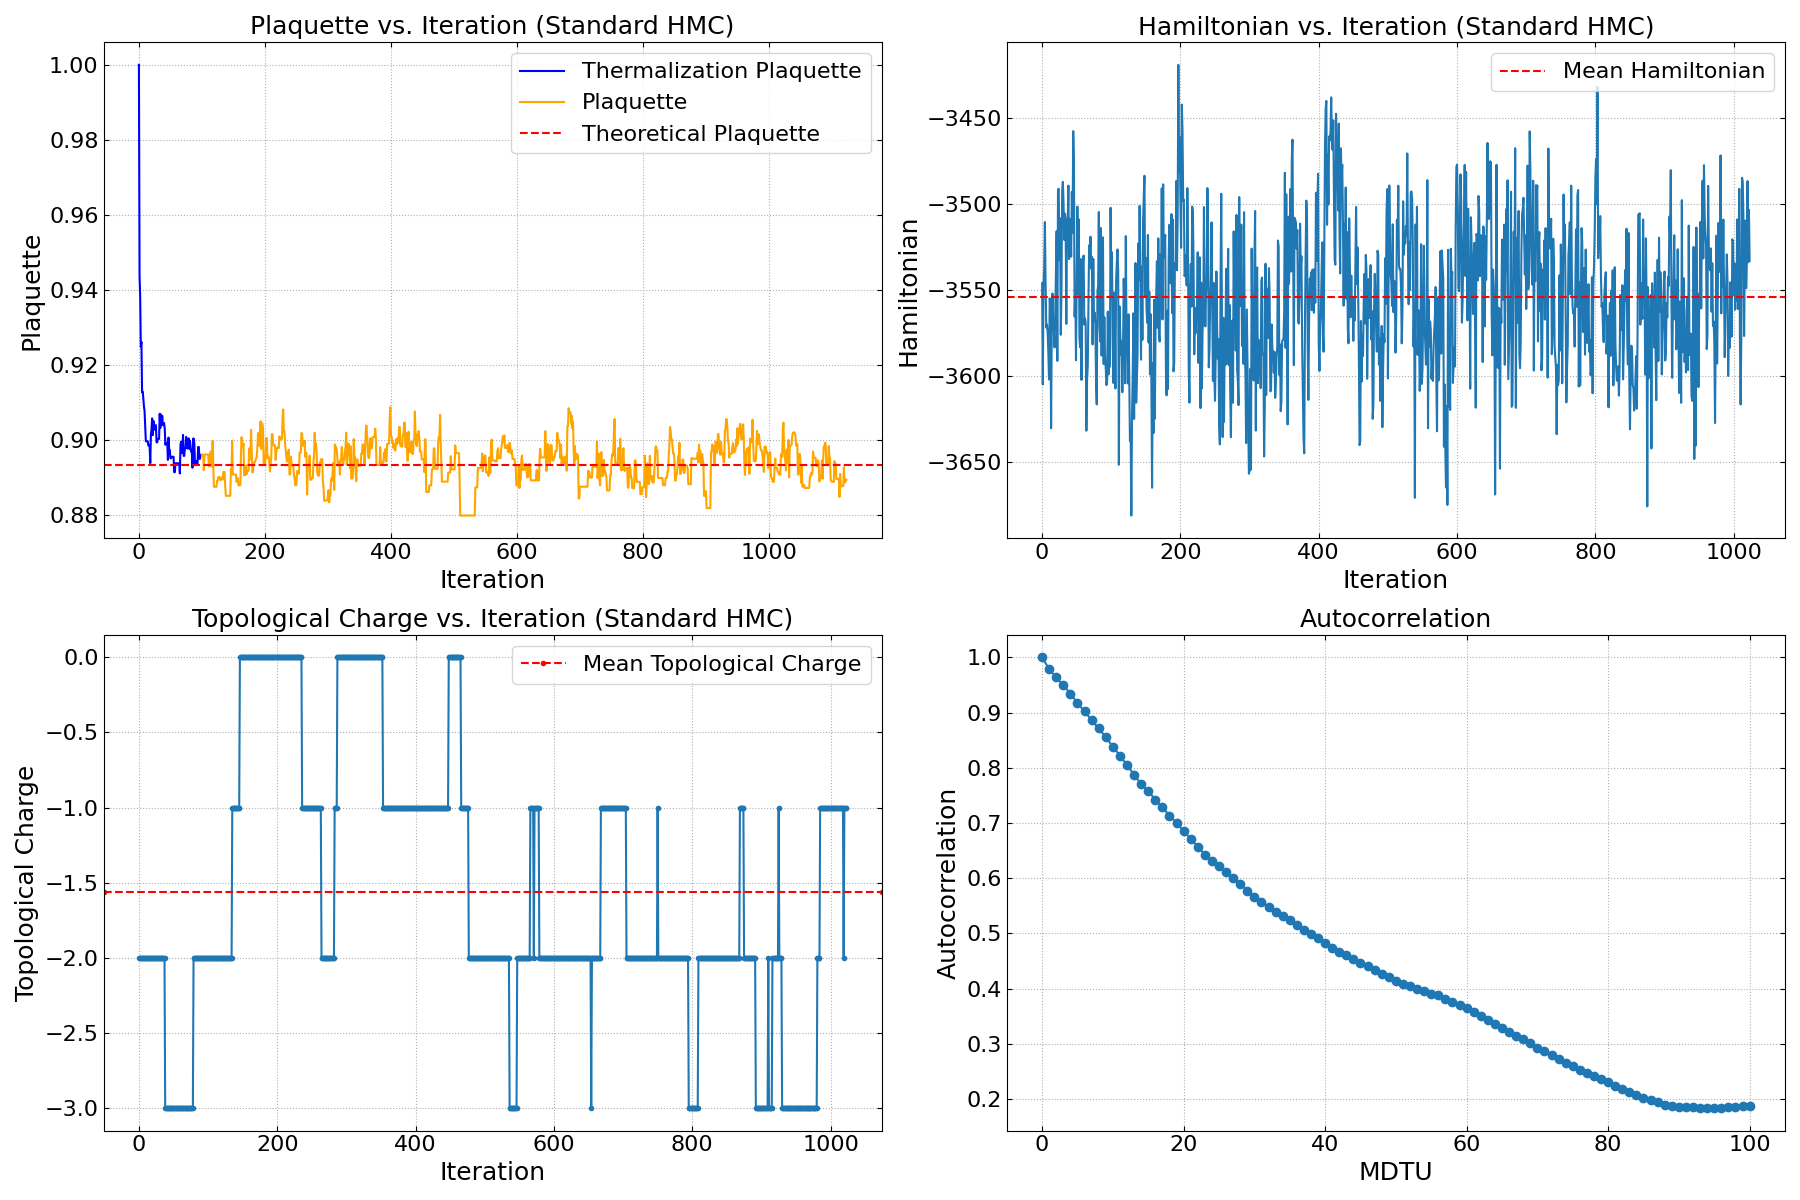 Plaquette vs. Iteration (Standard HMC)
Plaquette
1.00
0.98
0.96
0.94
0.92
0.90
0.88
Thermalization Plaquette
Plaquette
Theoretical Plaquette
0 200 400 600 800 1000
Iteration
Hamiltonian vs. Iteration (Standard HMC)
Hamiltonian
−3450
−3500
−3550
−3600
−3650
Mean Hamiltonian
0 200 400 600 800 1000
Iteration
Topological Charge vs. Iteration (Standard HMC)
Topological Charge
0.0
−0.5
−1.0
−1.5
−2.0
−2.5
−3.0
Mean Topological Charge
0 200 400 600 800 1000
Iteration
Autocorrelation
Autocorrelation
1.0
0.9
0.8
0.7
0.6
0.5
0.4
0.3
0.2
0 20 40 60 80 100
MDTU